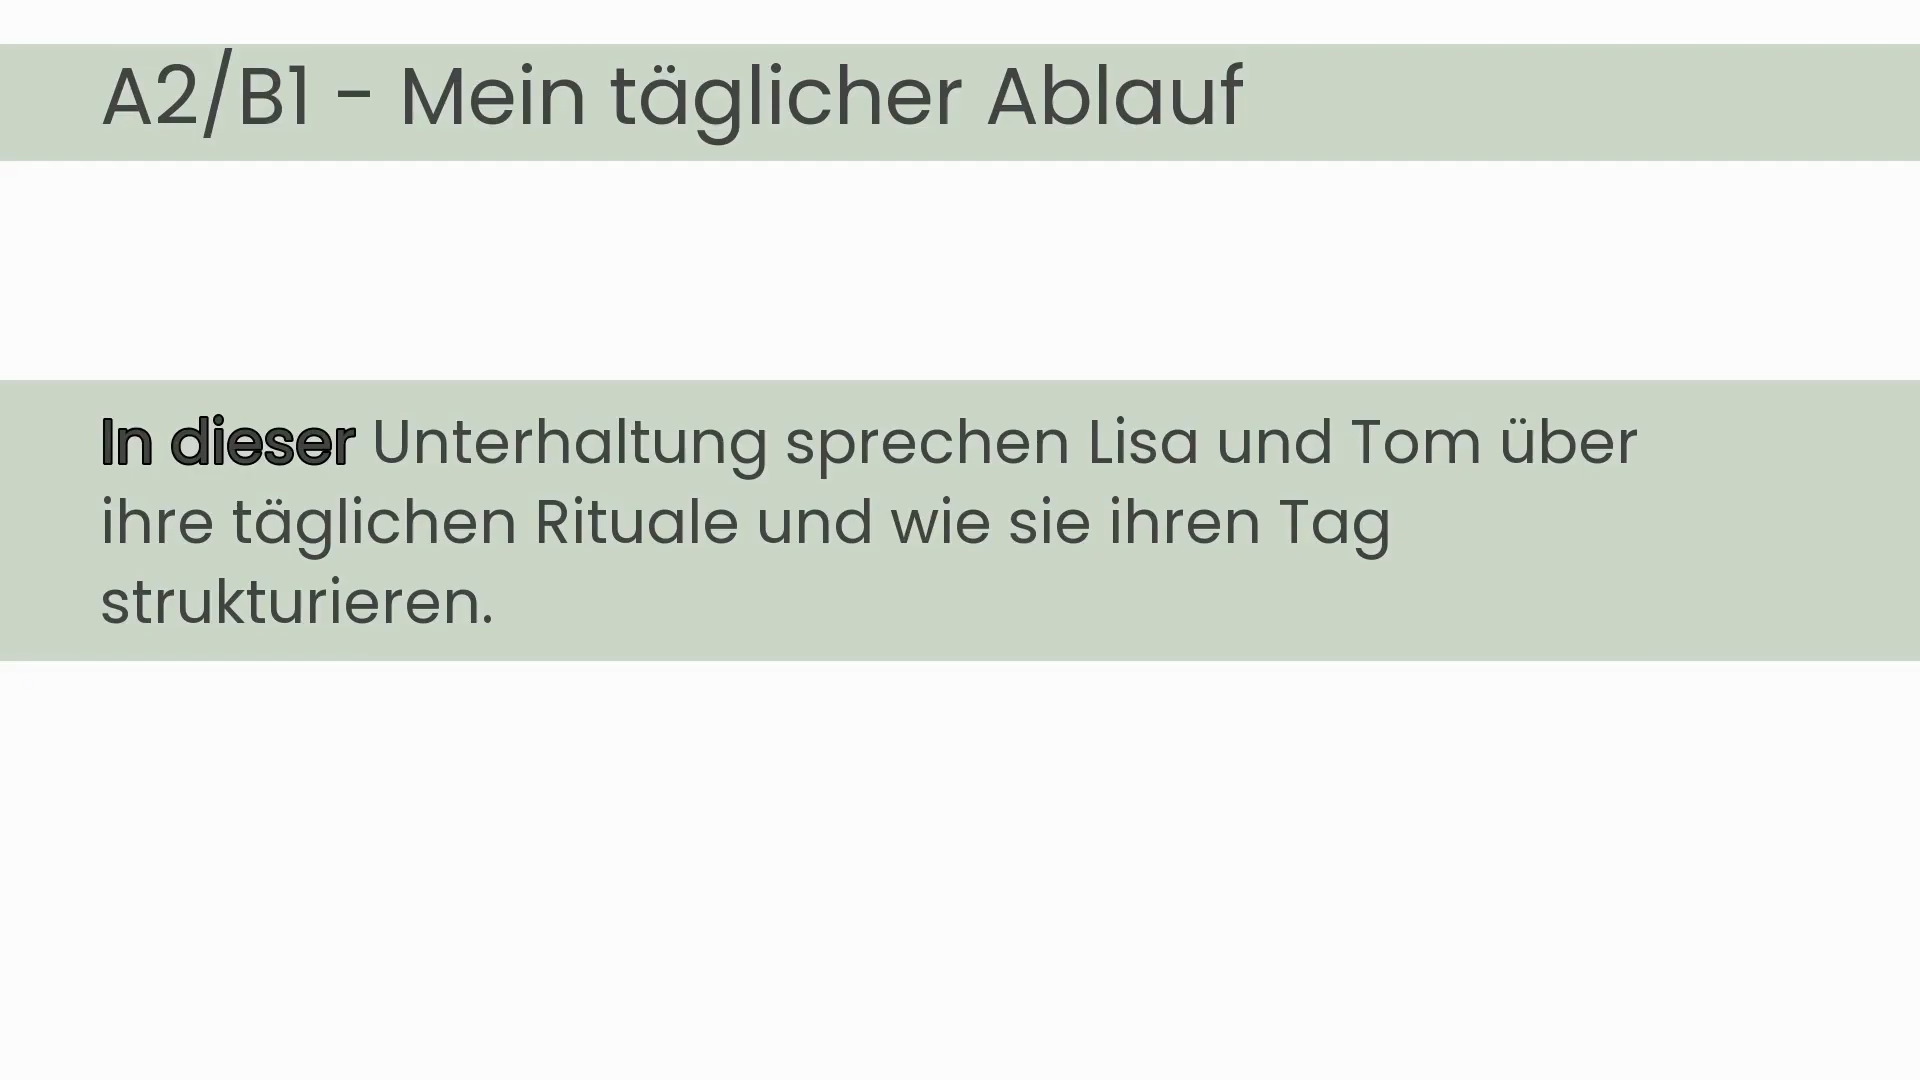 A2/B1 - Mein täglicher Ablauf
In dieser Unterhaltung sprechen Lisa und Tom über
ihre täglichen Rituale und wie sie ihren Tag
strukturieren.